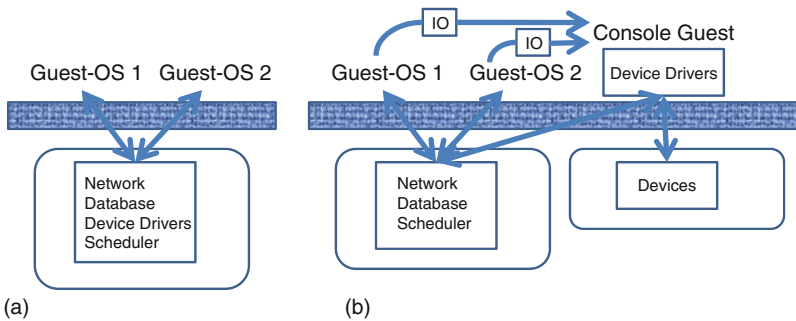 IO
IO
Console Guest
Guest-OS 1
Guest-OS 2
Guest-OS 1
Guest-OS 2
Device Drivers
Network
Database
Device Drivers
Scheduler
Network
Database
Scheduler
Devices
(a)
(b)